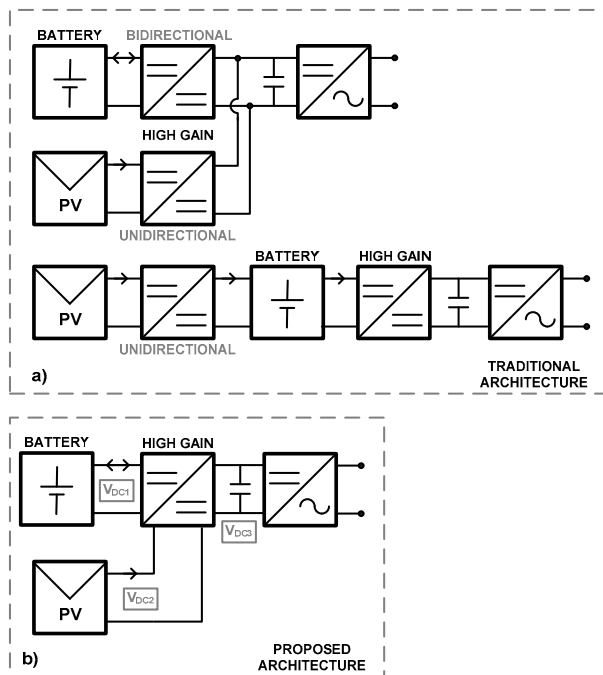 BATTERY
BIDIRECTIONAL
HIGH GAIN
PV
UNIDIRECTIONAL
BATTERY
HIGH GAIN
PV
UNIDIRECTIONAL
a)
TRADITIONAL
ARCHITECTURE
BATTERY
HIGH GAIN
VDC1
VDC3
VDC2
PV
b)
PROPOSED
ARCHITECTURE